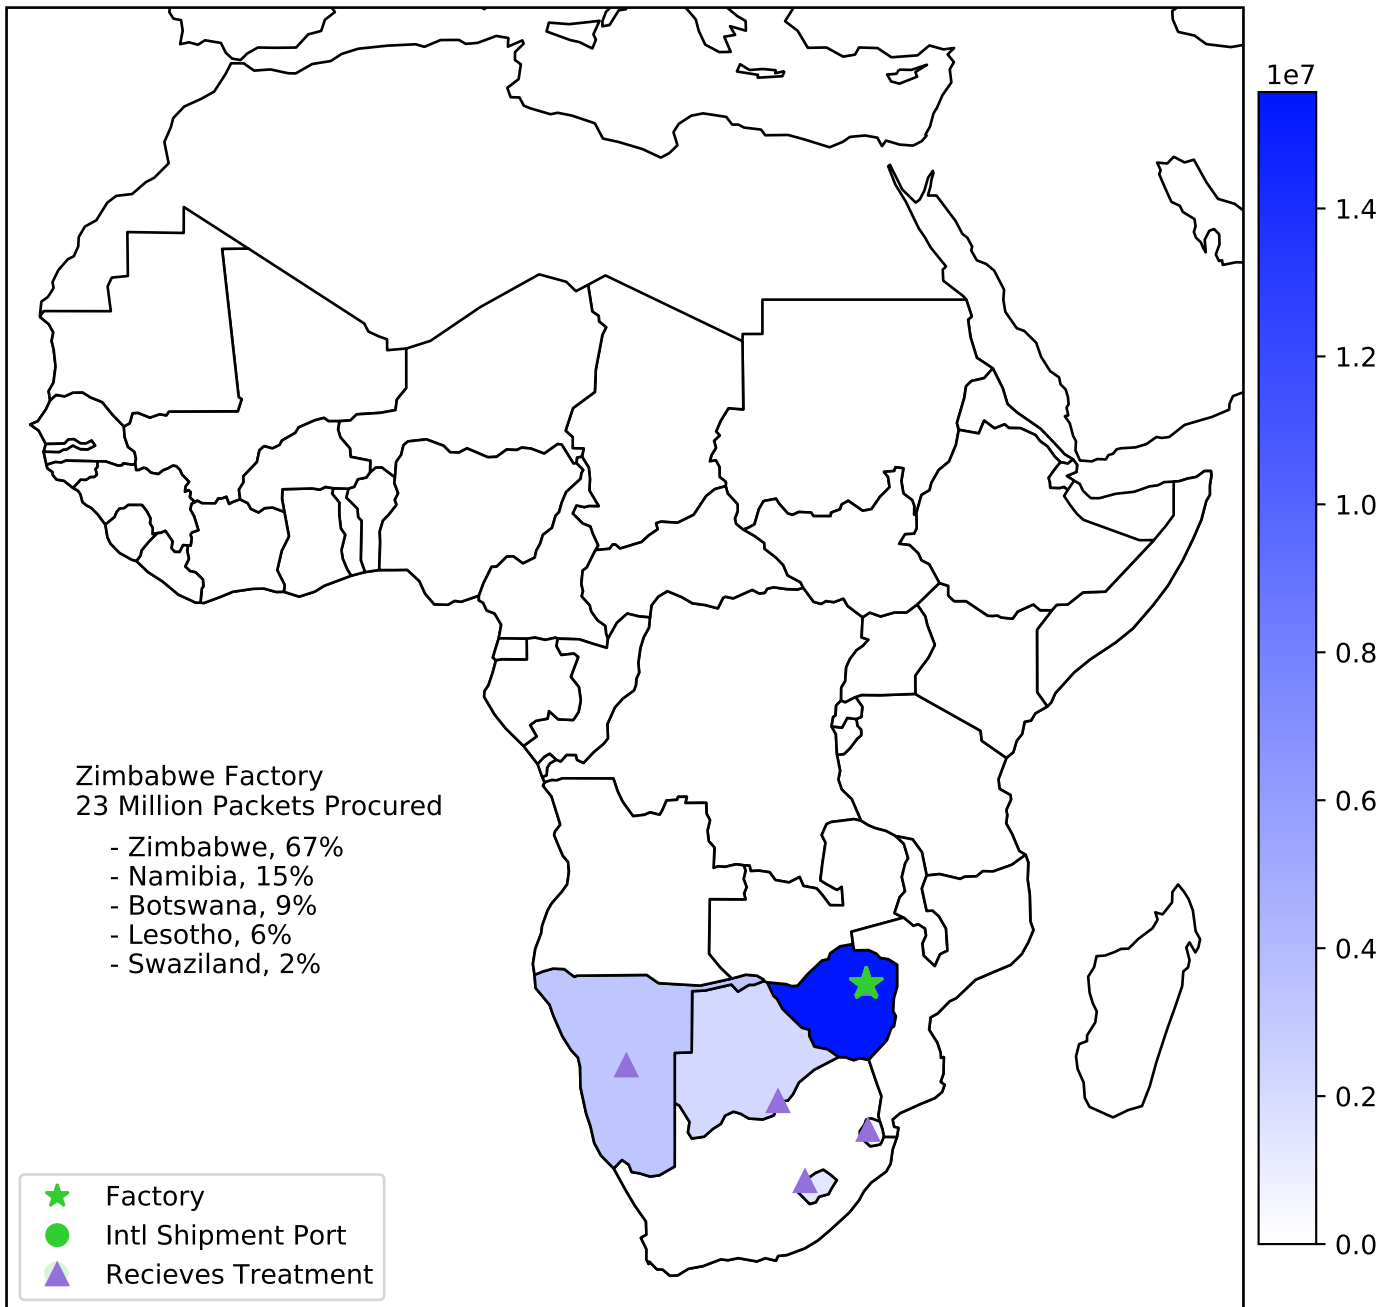 1e7
1.4
1.2
1.0
0.8
0.6
0.4
0.2
0.0
Zimbabwe Factory
23 Million Packets Procured
- Zimbabwe, 67%
- Namibia, 15%
- Botswana, 9%
- Lesotho, 6%
- Swaziland, 2%
Factory
Intl Shipment Port
Recieves Treatment